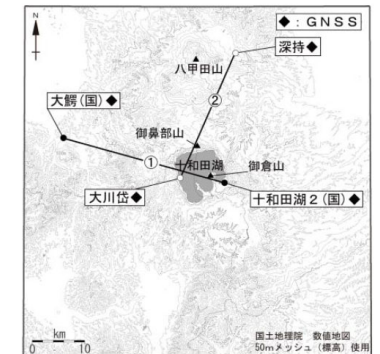 N
◆：ＧＮＳＳ
深持◆
八甲田山
②
大鰐(国)◆
御鼻部山
①
十和田湖
御倉山
大川岱◆
十和田湖２(国)◆
km
0 10
国土地理院 数値地図
50mメッシュ（標高）使用